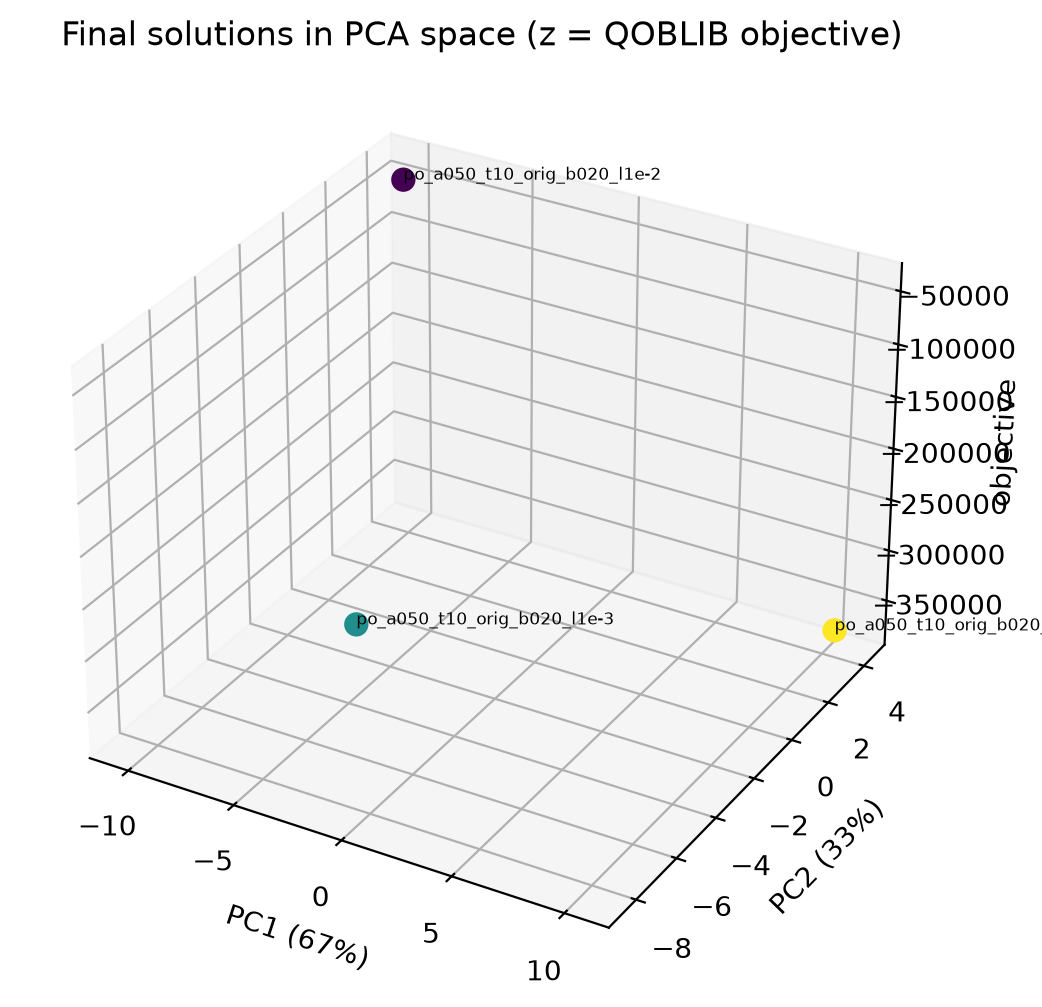 Final solutions in PCA space (z = QOBLIB objective)
po_a050_t10_orig_b020_l1e-2
po_a050_t10_orig_b020_l1e-3
po_a050_t10_orig_b020_
−50000
−100000
−150000
−200000
−250000
−300000
−350000
objective
4
2
0
−2
−4
−6
−8
PC2 (33%)
−10
−5
0
5
10
PC1 (67%)